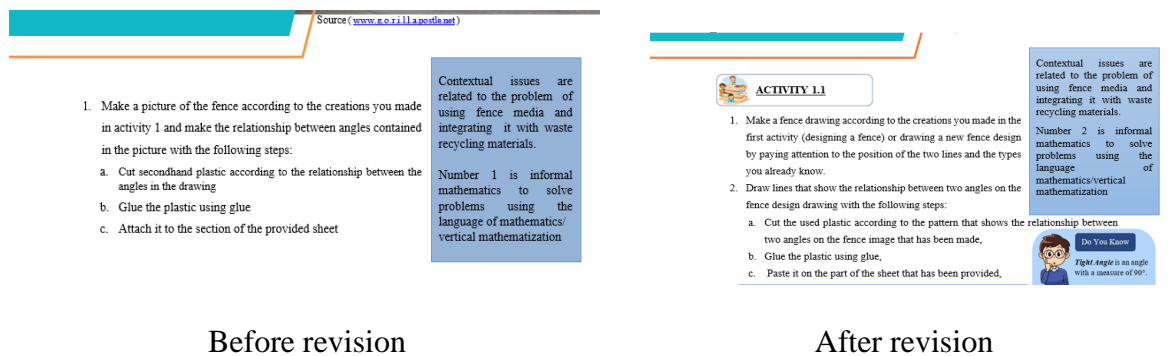 Source ( www.g.o.r.i.l.l.a.postle.net )
1. Make a picture of the fence according to the creations you made
in activity 1 and make the relationship between angles contained
in the picture with the following steps:
a. Cut secondhand plastic according to the relationship between the
angles in the drawing
b. Glue the plastic using glue
c. Attach it to the section of the provided sheet
Contextual issues are
related to the problem of
using fence media and
integrating it with waste
recycling materials.
Number 1 is informal
mathematics to solve
problems using the
language of mathematics/
vertical mathematization
Before revision
ACTIVITY 1.1
1. Make a fence drawing according to the creations you made in the
first activity (designing a fence) or drawing a new fence design
by paying attention to the position of the two lines and the types
you already know.
2. Draw lines that show the relationship between two angles on the
fence design drawing with the following steps:
a. Cut the used plastic according to the pattern that shows the relationship between
two angles on the fence image that has been made,
b. Glue the plastic using glue,
c. Paste it on the part of the sheet that has been provided,
Contextual issues are
related to the problem of
using fence media and
integrating it with waste
recycling materials.
Number 2 is informal
mathematics to solve
problems using the
language of
mathematics/vertical
mathematization
Do You Know
Tight Angle is an angle
with a measure of 90°.
After revision